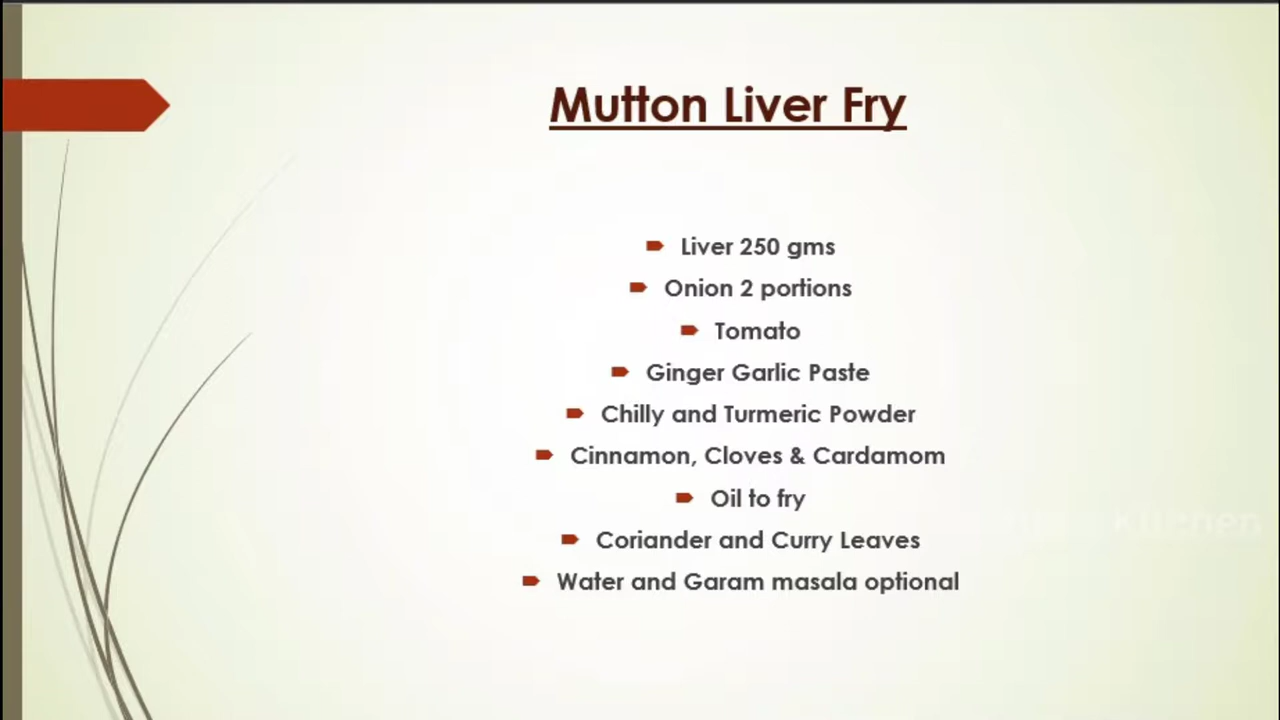 Mutton Liver Fry
Liver 250 gms
Onion 2 portions
Tomato
Ginger Garlic Paste
Chilly and Turmeric Powder
Cinnamon, Cloves & Cardamom
Oil to fry
Coriander and Curry Leaves
Water and Garam masala optional
Kitchen